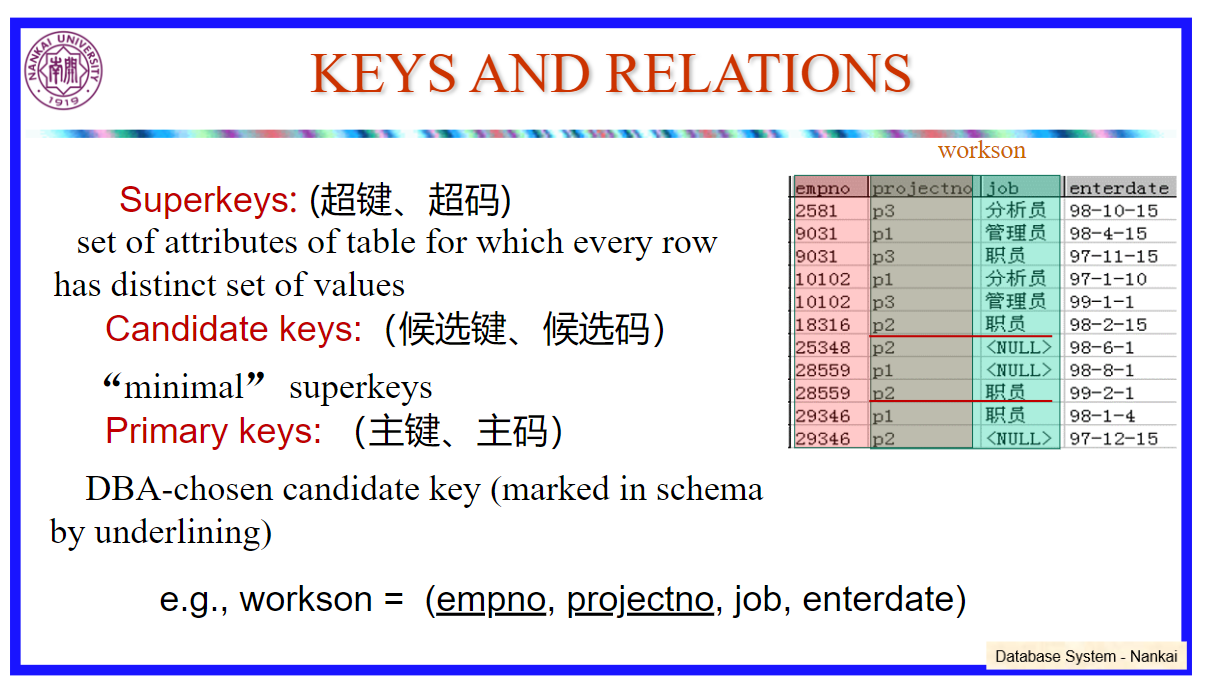 NANKAI UNIVERSITY
南開
1919
KEYS AND RELATIONS
Superkeys: (超键、超码)
set of attributes of table for which every row
has distinct set of values
Candidate keys:（候选键、候选码）
“minimal” superkeys
Primary keys: （主键、主码）
DBA-chosen candidate key (marked in schema
by underlining)
e.g., workson = (empno, projectno, job, enterdate)
workson
empno projectno job enterdate
2581 p3 分析员 98-10-15
9031 p1 管理员 98-4-15
9031 p3 职员 97-11-15
10102 p1 分析员 97-1-10
10102 p3 管理员 99-1-1
18316 p2 职员 98-2-15
25348 p2 <NULL> 98-6-1
28559 p1 <NULL> 98-8-1
28559 p2 职员 99-2-1
29346 p1 职员 98-1-4
29346 p2 <NULL> 97-12-15
Database System - Nankai